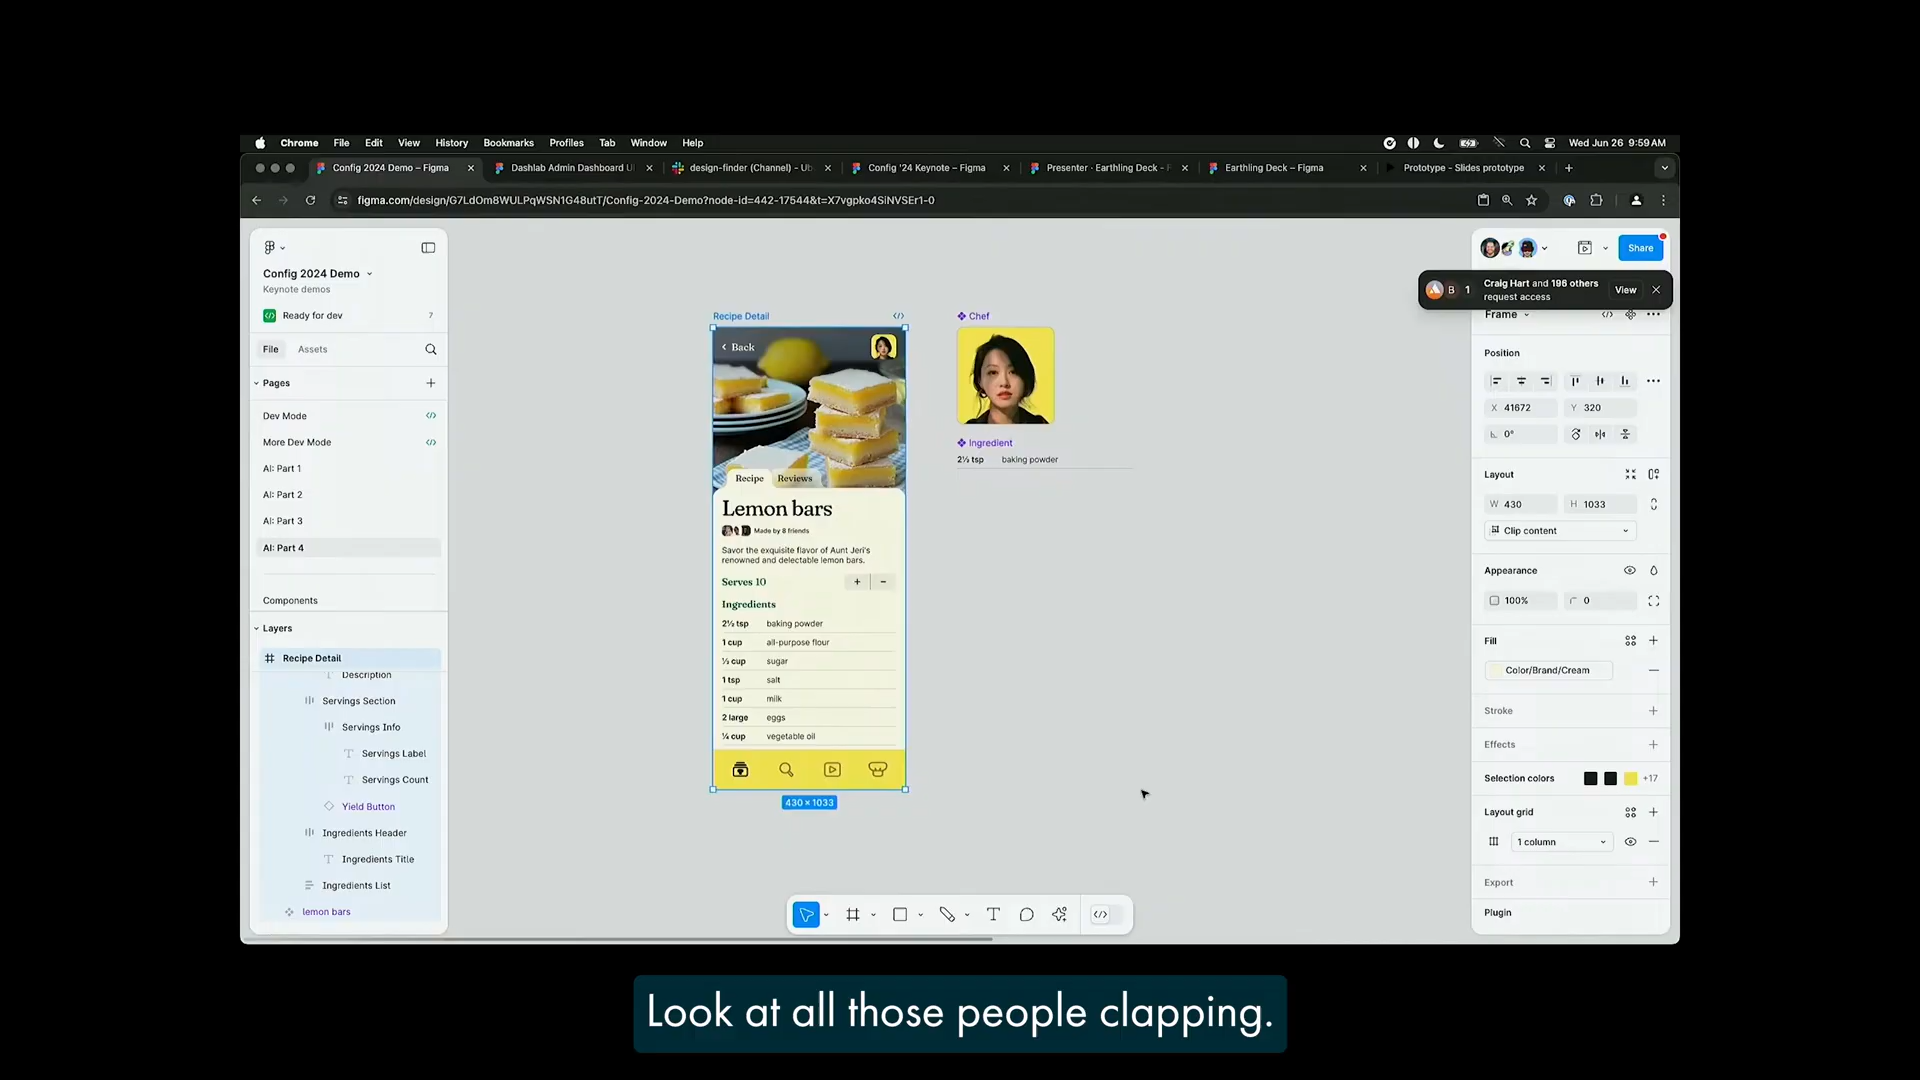 Chrome File Edit View History Bookmarks Profiles Tab Window Help
Wed Jun 26 9:59 AM
Config 2024 Demo – Figma
Dashlab Admin Dashboard U
design-finder (Channel) - Ub
Config '24 Keynote – Figma
Presenter · Earthling Deck - F
Earthling Deck – Figma
Prototype - Slides prototype
figma.com/design/G7LdOm8WULPqWSN1G48utT/Config-2024-Demo?node-id=442-17544&t=X7vgpko4SiNVSEr1-0
Config 2024 Demo
Keynote demos
Ready for dev 7
File Assets
Pages
Dev Mode
More Dev Mode
AI: Part 1
AI: Part 2
AI: Part 3
AI: Part 4
Components
Layers
Recipe Detail
Description
Servings Section
Servings Info
Servings Label
Servings Count
Yield Button
Ingredients Header
Ingredients Title
Ingredients List
lemon bars
Recipe Detail
Back
Recipe Reviews
Lemon bars
Made by 8 friends
Savor the exquisite flavor of Aunt Jeri's
renowned and delectable lemon bars.
Serves 10 + −
Ingredients
2½ tsp baking powder
1 cup all-purpose flour
sugar
1 tsp salt
1 cup milk
2 large eggs
¼ cup vegetable oil
430 × 1033
Chef
Ingredient
2½ tsp baking powder
Share
B 1 Craig Hart and 196 others
request access
View
Frame
Position
X 41672 Y 320
0°
Layout
W 430 H 1033
Clip content
Appearance
100% 0
Fill
Color/Brand/Cream
Stroke
Effects
Selection colors +17
Layout grid
1 column
Export
Plugin
Look at all those people clapping.